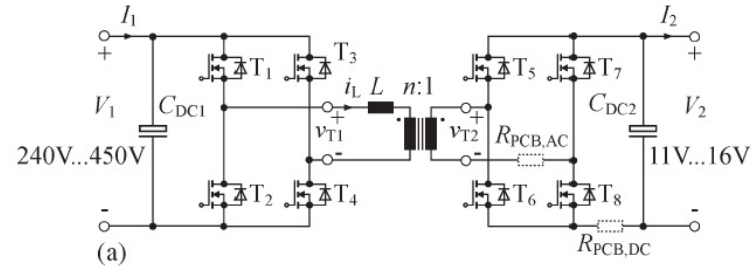 I1 I2
+ T1 T3 T5 T7 +
iL L n:1
V1 CDC1 + + CDC2 V2
vT1 vT2 RPCB,AC
240V...450V - - 11V...16V
T2 T4 T6 T8
- -
(a) RPCB,DC